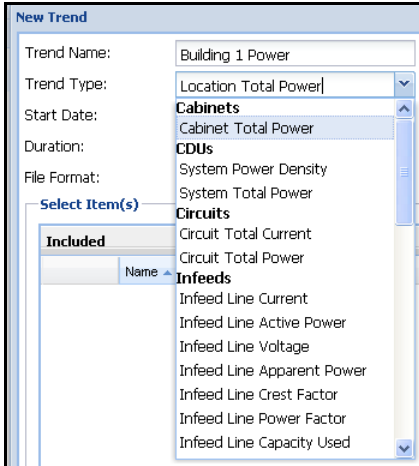 New Trend
Trend Name: Building 1 Power
Trend Type: Location Total Power
Start Date:
Duration:
File Format:
Select Item(s)
Included
Name
Cabinets
Cabinet Total Power
CDUs
System Power Density
System Total Power
Circuits
Circuit Total Current
Circuit Total Power
Infeeds
Infeed Line Current
Infeed Line Active Power
Infeed Line Voltage
Infeed Line Apparent Power
Infeed Line Crest Factor
Infeed Line Power Factor
Infeed Line Capacity Used